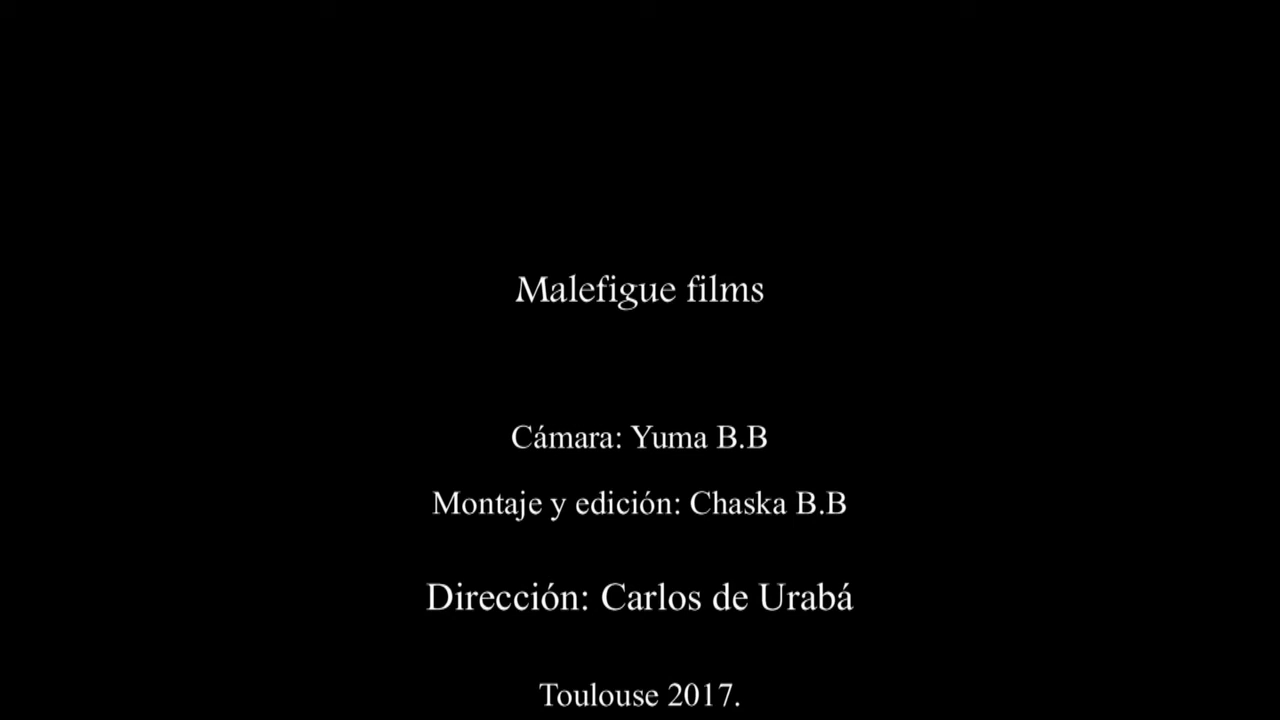 Malefigue films
Cámara: Yuma B.B
Montaje y edición: Chaska B.B
Dirección: Carlos de Urabá
Toulouse 2017.